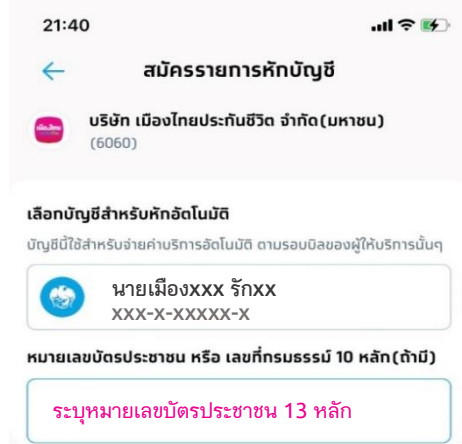 21:40
สมัครรายการหักบัญชี
เมืองไทย
บริษัท เมืองไทยประกันชีวิต จำกัด(มหาชน)
(6060)
เลือกบัญชีสำหรับหักอัตโนมัติ
บัญชีนี้ใช้สำหรับจ่ายค่าบริการอัตโนมัติ ตามรอบบิลของผู้ให้บริการนั้นๆ
นายเมืองxxx รักxx
xxx-x-xxxxx-x
หมายเลขบัตรประชาชน หรือ เลขที่กรมธรรม์ 10 หลัก(ถ้ามี)
ระบุหมายเลขบัตรประชาชน 13 หลัก